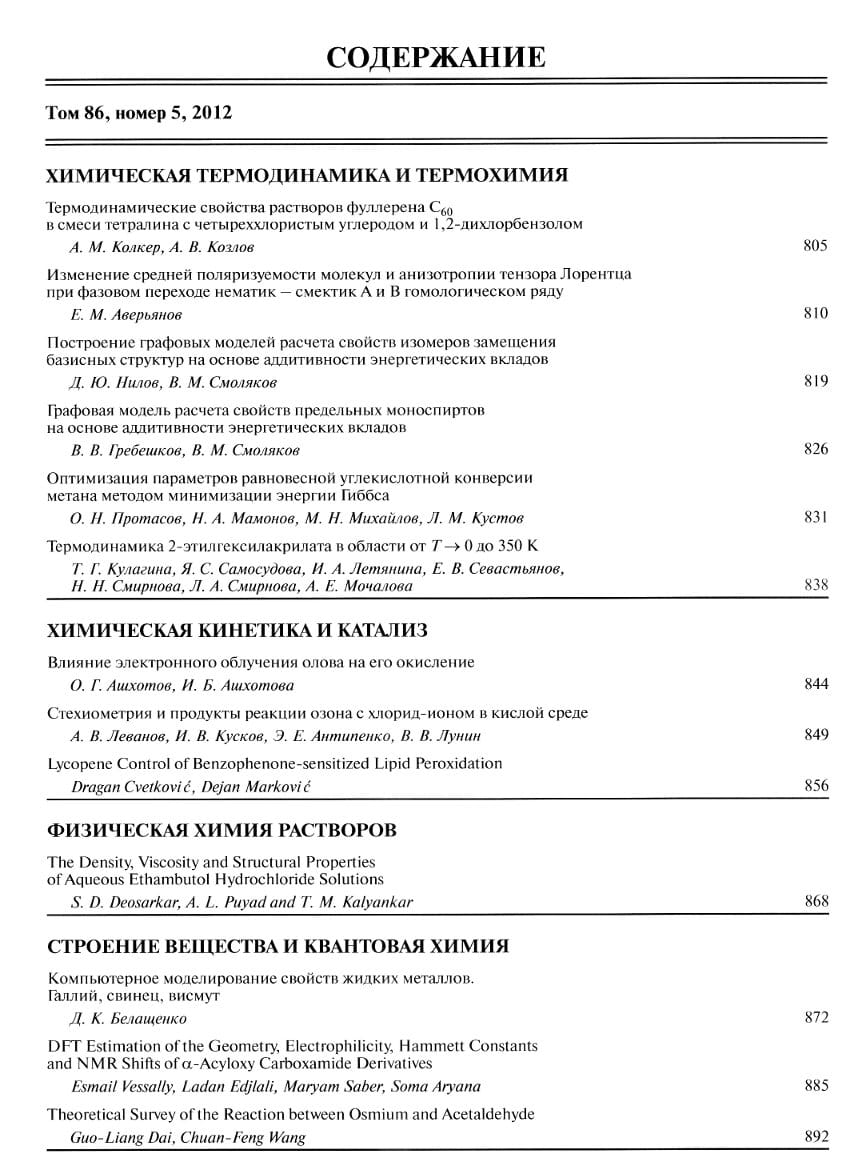 СОДЕРЖАНИЕ
Том 86, номер 5, 2012
ХИМИЧЕСКАЯ ТЕРМОДИНАМИКА И ТЕРМОХИМИЯ
Термодинамические свойства растворов фуллерена C₆₀
в смеси тетралина с четыреххлористым углеродом и 1,2-дихлорбензолом
А. М. Колкер, А. В. Козлов 805
Изменение средней поляризуемости молекул и анизотропии тензора Лорентца
при фазовом переходе нематик – смектик А и В гомологическом ряду
Е. М. Аверьянов 810
Построение графовых моделей расчета свойств изомеров замещения
базисных структур на основе аддитивности энергетических вкладов
Д. Ю. Нилов, В. М. Смоляков 819
Графовая модель расчета свойств предельных моноспиртов
на основе аддитивности энергетических вкладов
В. В. Гребешков, В. М. Смоляков 826
Оптимизация параметров равновесной углекислотной конверсии
метана методом минимизации энергии Гиббса
О. Н. Протасов, Н. А. Мамонов, М. Н. Михайлов, Л. М. Кустов 831
Термодинамика 2-этилгексилакрилата в области от T → 0 до 350 K
Т. Г. Кулагина, Я. С. Самосудова, И. А. Летянина, Е. В. Севастьянов,
Н. Н. Смирнова, Л. А. Смирнова, А. Е. Мочалова 838
ХИМИЧЕСКАЯ КИНЕТИКА И КАТАЛИЗ
Влияние электронного облучения олова на его окисление
О. Г. Ашхотов, И. Б. Ашхотова 844
Стехиометрия и продукты реакции озона с хлорид-ионом в кислой среде
А. В. Леванов, И. В. Кусков, Э. Е. Антипенко, В. В. Лунин 849
Lycopene Control of Benzophenone-sensitized Lipid Peroxidation
Dragan Cvetković, Dejan Marković 856
ФИЗИЧЕСКАЯ ХИМИЯ РАСТВОРОВ
The Density, Viscosity and Structural Properties
of Aqueous Ethambutol Hydrochloride Solutions
S. D. Deosarkar, A. L. Puyad and T. M. Kalyankar 868
СТРОЕНИЕ ВЕЩЕСТВА И КВАНТОВАЯ ХИМИЯ
Компьютерное моделирование свойств жидких металлов.
Галлий, свинец, висмут
Д. К. Белащенко 872
DFT Estimation of the Geometry, Electrophilicity, Hammett Constants
and NMR Shifts of α-Acyloxy Carboxamide Derivatives
Esmail Vessally, Ladan Edjlali, Maryam Saber, Soma Aryana 885
Theoretical Survey of the Reaction between Osmium and Acetaldehyde
Guo-Liang Dai, Chuan-Feng Wang 892